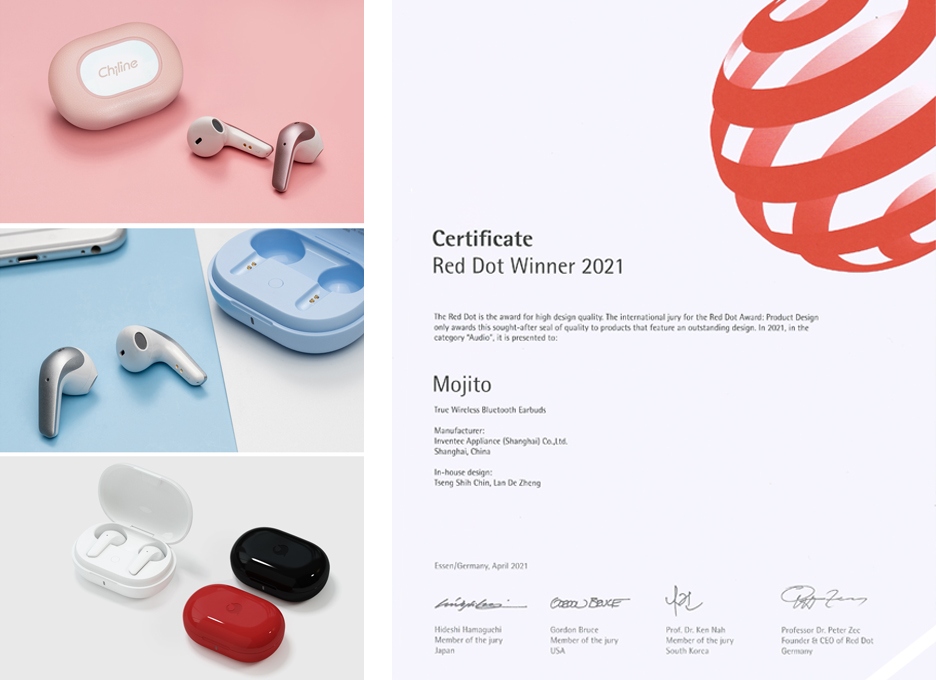 Chiline
Certificate
Red Dot Winner 2021
The Red Dot is the award for high design quality. The international jury for the Red Dot Award: Product Design
only awards this sought-after seal of quality to products that feature an outstanding design. In 2021, in the
category "Audio", it is presented to:
Mojito
True Wireless Bluetooth Earbuds
Manufacturer:
Inventec Appliance (Shanghai) Co.,Ltd.
Shanghai, China
In-house design:
Tseng Shih Chin, Lan De Zheng
Essen/Germany, April 2021
Hideshi Hamaguchi
Member of the jury
Japan
Gordon Bruce
Member of the jury
USA
Prof. Dr. Ken Nah
Member of the jury
South Korea
Professor Dr. Peter Zec
Founder & CEO of Red Dot
Germany